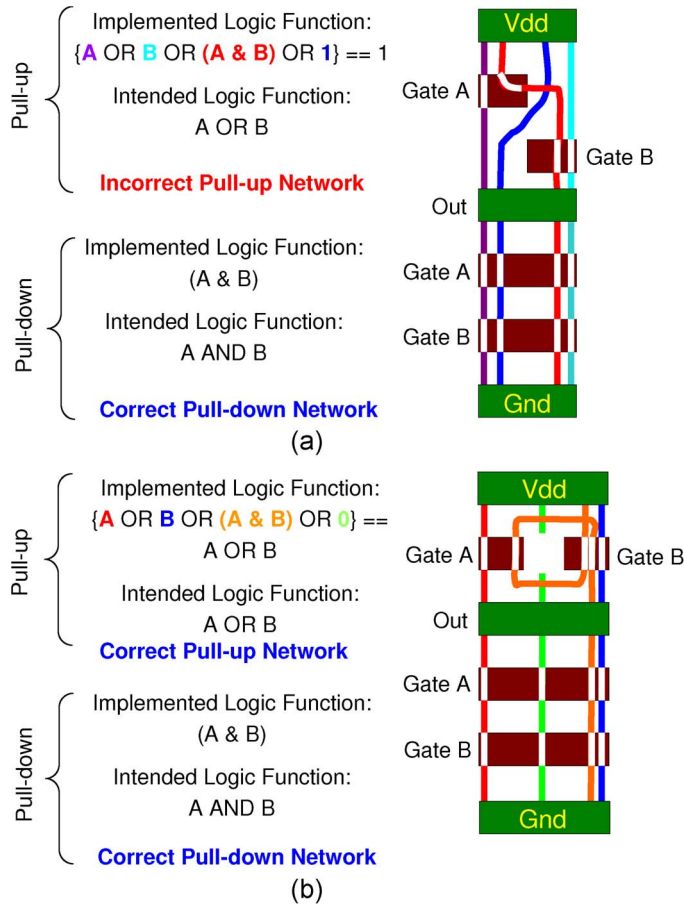 Pull-up
Implemented Logic Function:
{A OR B OR (A & B) OR 1} == 1
Intended Logic Function:
A OR B
Incorrect Pull-up Network
Pull-down
Implemented Logic Function:
(A & B)
Intended Logic Function:
A AND B
Correct Pull-down Network
Vdd
Gate A
Gate B
Out
Gate A
Gate B
Gnd
(a)
Pull-up
Implemented Logic Function:
{A OR B OR (A & B) OR 0} ==
A OR B
Intended Logic Function:
A OR B
Correct Pull-up Network
Pull-down
Implemented Logic Function:
(A & B)
Intended Logic Function:
A AND B
Correct Pull-down Network
Vdd
Gate A
Gate B
Out
Gate A
Gate B
Gnd
(b)